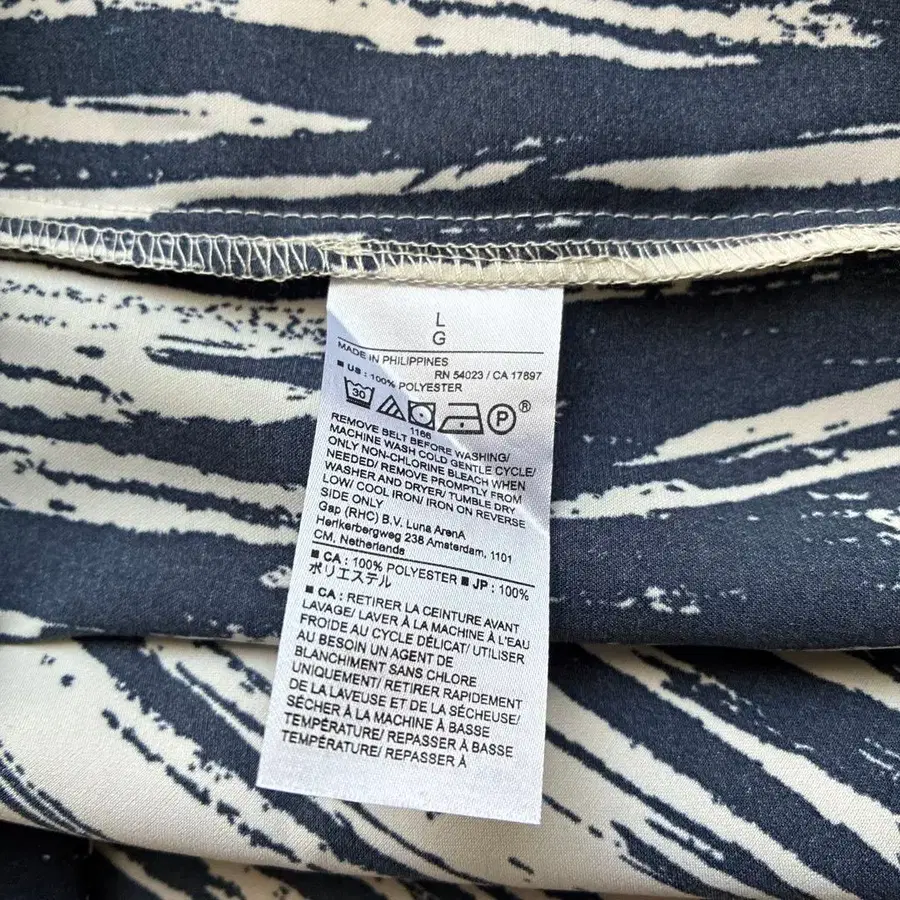 L
G
MADE IN PHILIPPINES
RN 54023 / CA 17897
■ US : 100% POLYESTER
30 P ®
1166
REMOVE BELT BEFORE WASHING/
MACHINE WASH COLD GENTLE CYCLE/
ONLY NON-CHLORINE BLEACH WHEN
NEEDED/ REMOVE PROMPTLY FROM
WASHER AND DRYER/ TUMBLE DRY
LOW/ COOL IRON/ IRON ON REVERSE
SIDE ONLY
Gap (RHC) B.V. Luna ArenA
Herikerbergweg 238 Amsterdam, 1101
CM, Netherlands
■ CA : 100% POLYESTER ■ JP : 100%
ポリエステル
■ CA : RETIRER LA CEINTURE AVANT
LAVAGE/ LAVER À LA MACHINE À L'EAU
FROIDE AU CYCLE DÉLICAT/ UTILISER
AU BESOIN UN AGENT DE
BLANCHIMENT SANS CHLORE
UNIQUEMENT/ RETIRER RAPIDEMENT
DE LA LAVEUSE ET DE LA SÉCHEUSE/
SÉCHER À LA MACHINE À BASSE
TEMPÉRATURE/ REPASSER À BASSE
TEMPÉRATURE/ REPASSER À